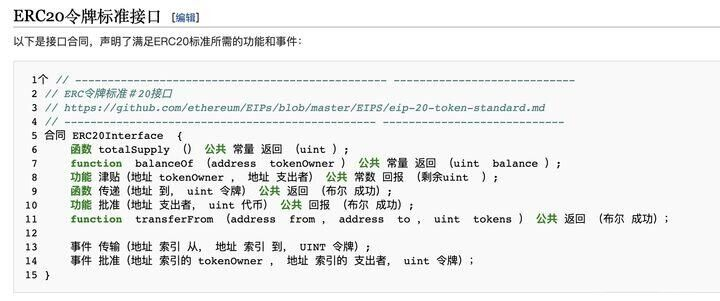 ERC20令牌标准接口 [编辑]
以下是接口合同，声明了满足ERC20标准所需的功能和事件：
1个 // ---------------------------------------------- ---------------------------
2 // ERC令牌标准＃20接口
3 // https://github.com/ethereum/EIPs/blob/master/EIPS/eip-20-token-standard.md
4 // -------------------------------------------- ---------------------------
5 合同 ERC20Interface {
6 函数 totalSupply （） 公共 常量 返回 （uint ）；
7 function balanceOf （address tokenOwner ） 公共 常量 返回 （uint balance ）；
8 功能 津贴（地址 tokenOwner ， 地址 支出者） 公共 常数 回报 （剩余uint ）；
9 函数 传递（地址 到， uint 令牌） 公共 返回 （布尔 成功）；
10 功能 批准（地址 支出者， uint 代币） 公共 回报 （布尔 成功）；
11 function transferFrom （address from ， address to ， uint tokens ） 公共 返回 （布尔 成功）；
12
13 事件 传输（地址 索引 从， 地址 索引 到， UINT 令牌）；
14 事件 批准（地址 索引的 tokenOwner ， 地址 索引的 支出者， uint 令牌）；
15 }